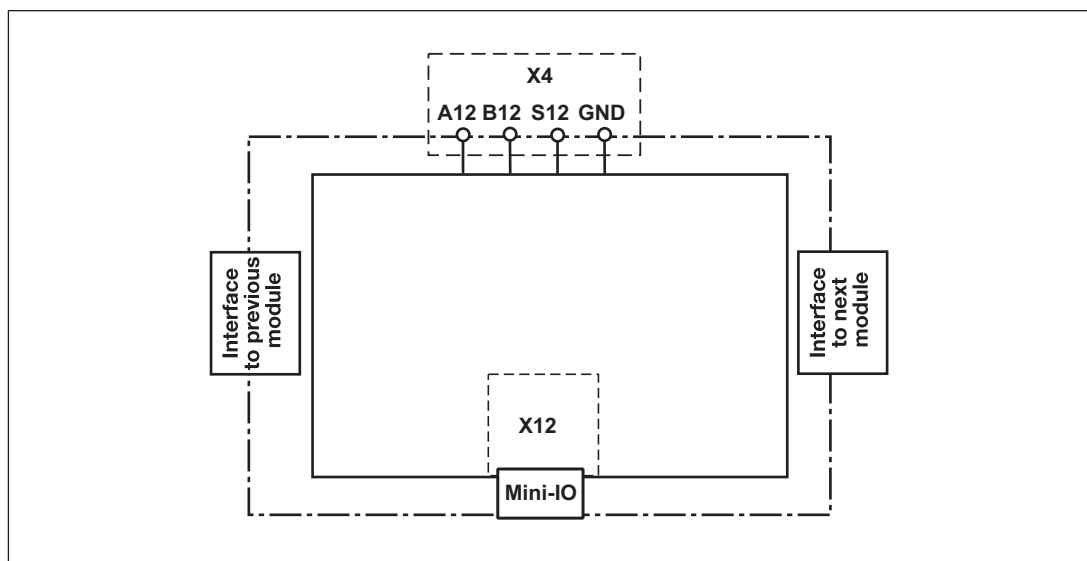 X4
A12 B12 S12 GND
Interface
to previous
module
Interface
to next
module
X12
Mini-IO